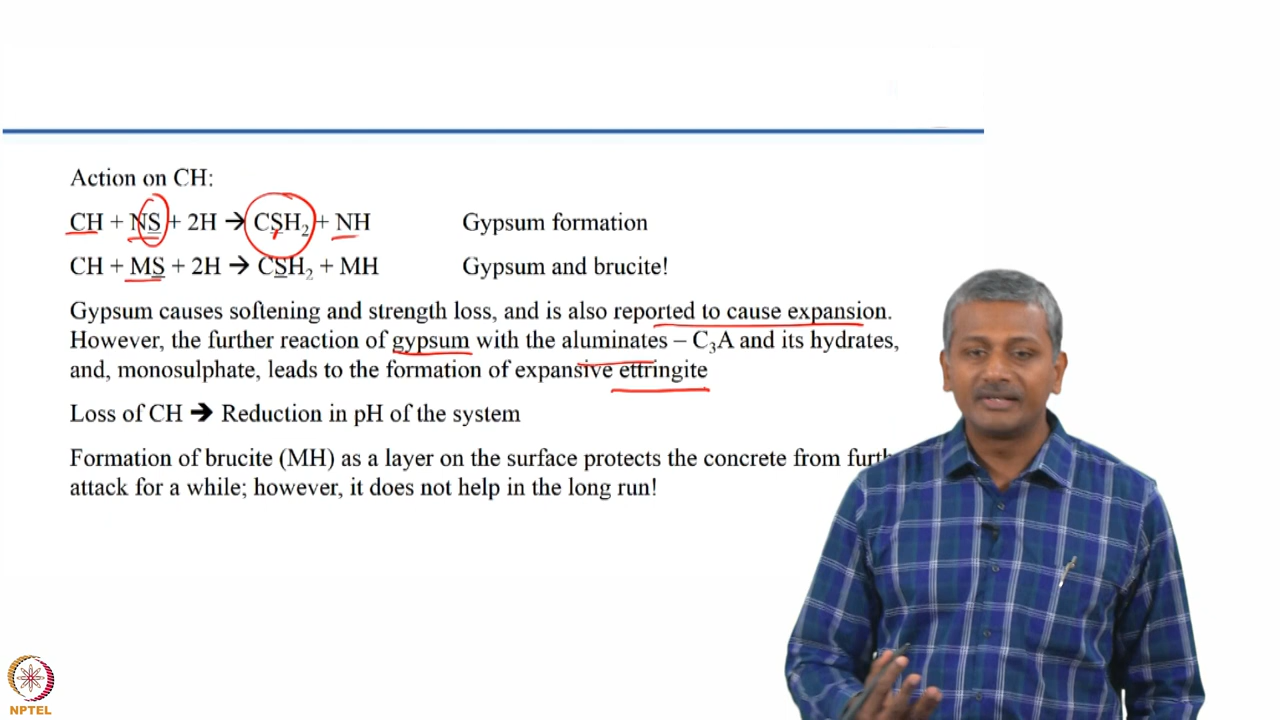 Action on CH:
CH + NS + 2H → CSH₂ + NH Gypsum formation
CH + MS + 2H → CSH₂ + MH Gypsum and brucite!
Gypsum causes softening and strength loss, and is also reported to cause expansion.
However, the further reaction of gypsum with the aluminates – C₃A and its hydrates,
and, monosulphate, leads to the formation of expansive ettringite
Loss of CH ➔ Reduction in pH of the system
Formation of brucite (MH) as a layer on the surface protects the concrete from
attack for a while; however, it does not help in the long run!
NPTEL